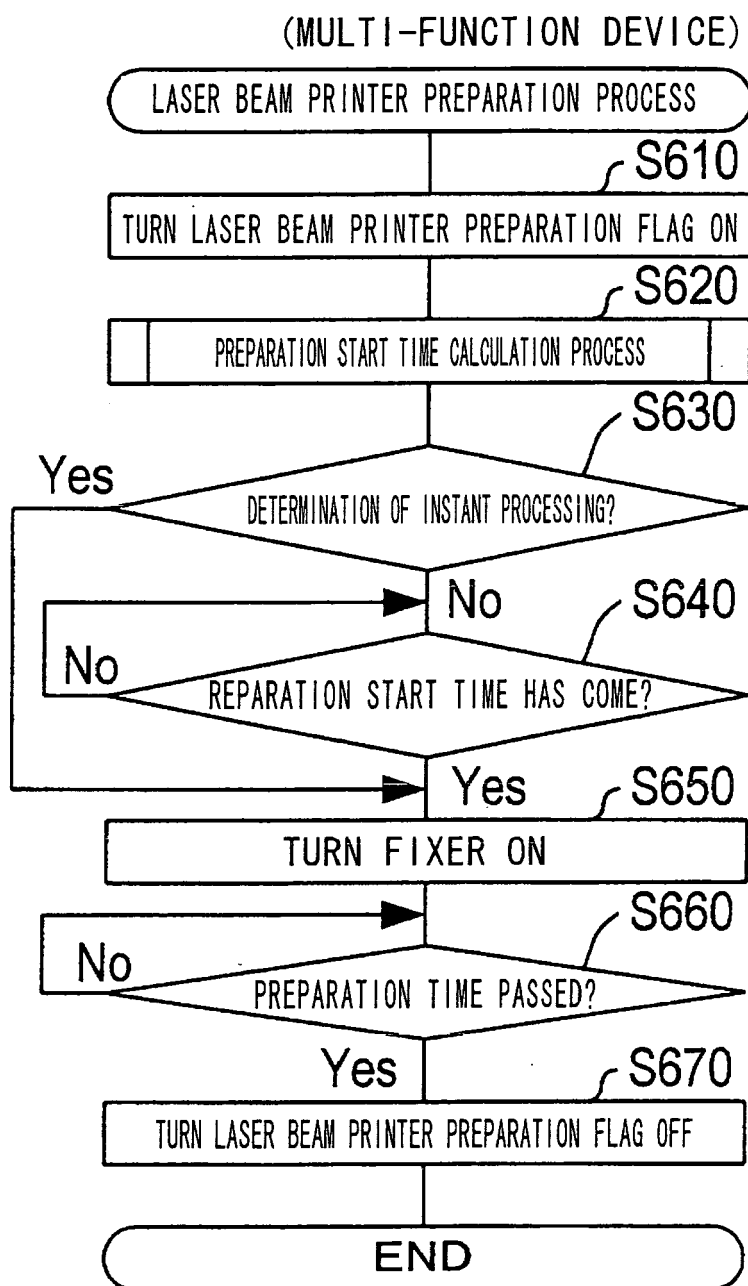 (MULTI-FUNCTION DEVICE)
LASER BEAM PRINTER PREPARATION PROCESS
S610
TURN LASER BEAM PRINTER PREPARATION FLAG ON
S620
PREPARATION START TIME CALCULATION PROCESS
S630
Yes
DETERMINATION OF INSTANT PROCESSING?
No
S640
No
REPARATION START TIME HAS COME?
Yes
S650
TURN FIXER ON
S660
No
PREPARATION TIME PASSED?
Yes
S670
TURN LASER BEAM PRINTER PREPARATION FLAG OFF
END